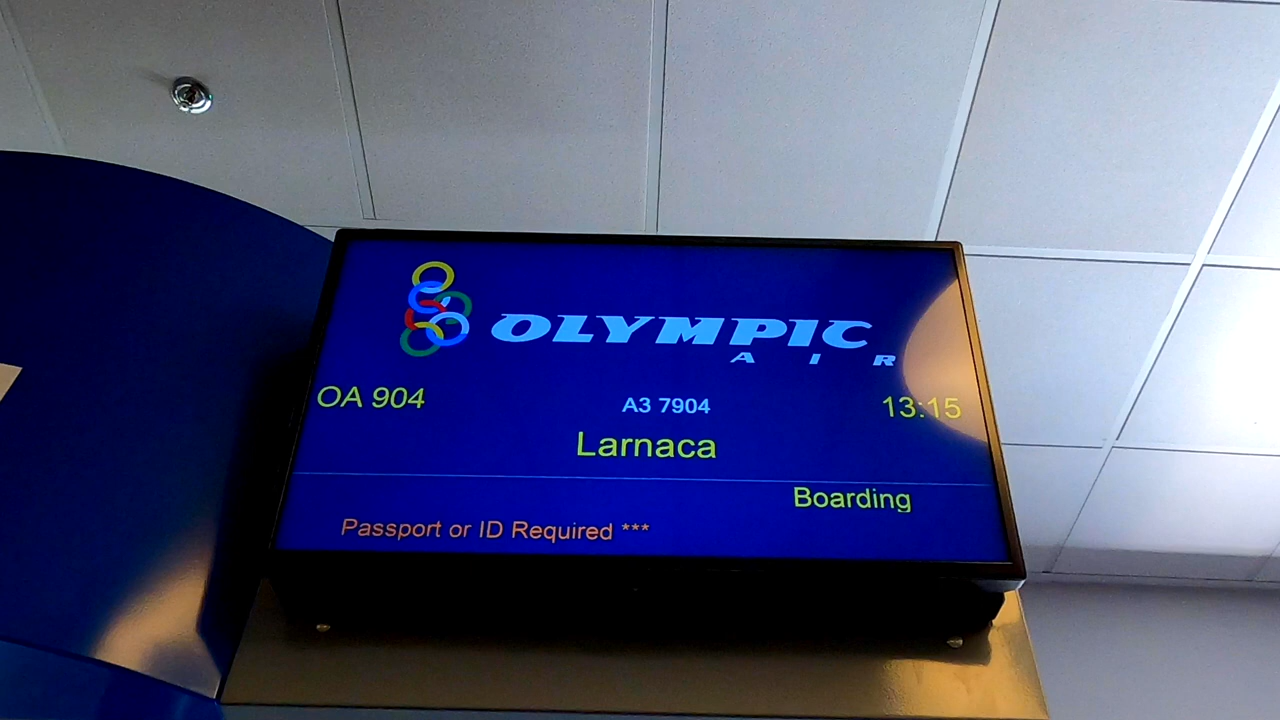 OLYMPIC
AIR
OA 904 A3 7904 13:15
Larnaca
Boarding
Passport or ID Required ***